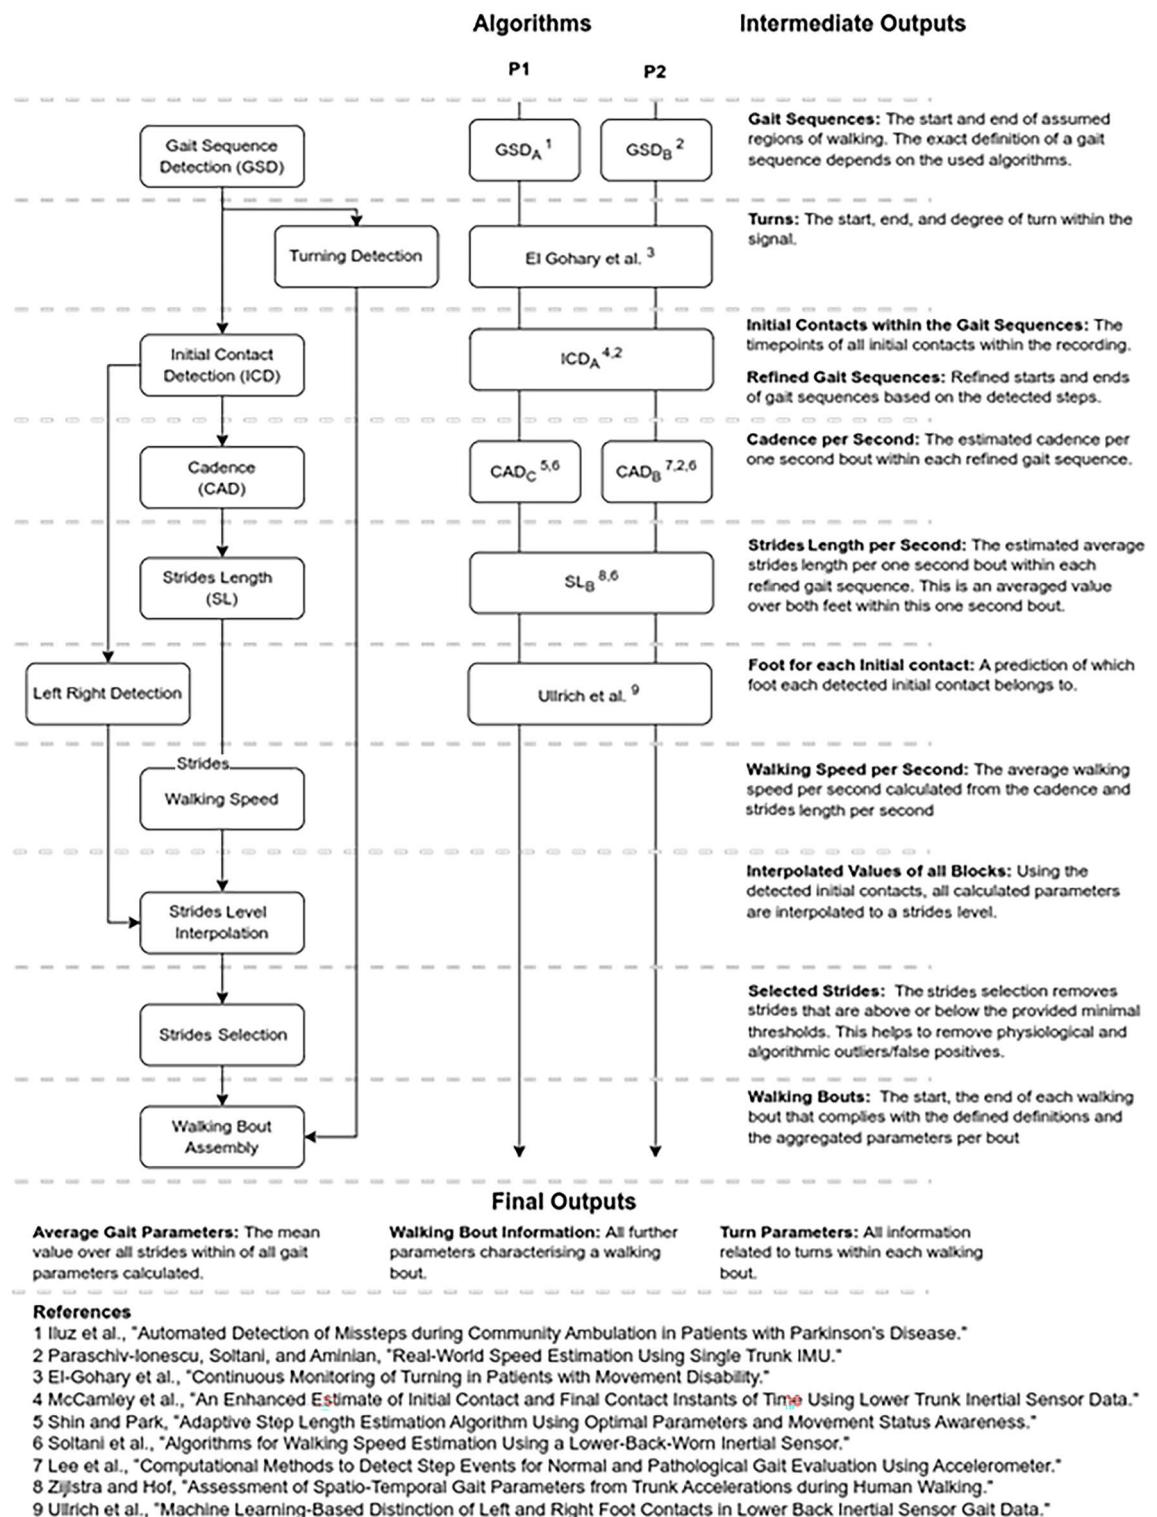 Algorithms
Intermediate Outputs
P1
P2
Gait Sequence
Detection (GSD)
GSDA 1
GSDB 2
Gait Sequences: The start and end of assumed
regions of walking. The exact definition of a gait
sequence depends on the used algorithms.
Turning Detection
El Gohary et al. 3
Turns: The start, end, and degree of turn within the
signal.
Initial Contact
Detection (ICD)
ICDA 4,2
Initial Contacts within the Gait Sequences: The
timepoints of all initial contacts within the recording.
Refined Gait Sequences: Refined starts and ends
of gait sequences based on the detected steps.
Cadence
(CAD)
CADC 5,6
CADB 7,2,6
Cadence per Second: The estimated cadence per
one second bout within each refined gait sequence.
Strides Length
(SL)
SLB 8,6
Strides Length per Second: The estimated average
strides length per one second bout within each
refined gait sequence. This is an averaged value
over both feet within this one second bout.
Left Right Detection
Ullrich et al. 9
Foot for each Initial contact: A prediction of which
foot each detected initial contact belongs to.
Strides
Walking Speed
Walking Speed per Second: The average walking
speed per second calculated from the cadence and
strides length per second
Strides Level
Interpolation
Interpolated Values of all Blocks: Using the
detected initial contacts, all calculated parameters
are interpolated to a strides level.
Strides Selection
Selected Strides: The strides selection removes
strides that are above or below the provided minimal
thresholds. This helps to remove physiological and
algorithmic outliers/false positives.
Walking Bout
Assembly
Walking Bouts: The start, the end of each walking
bout that complies with the defined definitions and
the aggregated parameters per bout
Final Outputs
Average Gait Parameters: The mean
value over all strides within of all gait
parameters calculated.
Walking Bout Information: All further
parameters characterising a walking
bout.
Turn Parameters: All information
related to turns within each walking
bout.
References
1 Iluz et al., "Automated Detection of Missteps during Community Ambulation in Patients with Parkinson's Disease."
2 Paraschiv-Ionescu, Soltani, and Aminian, "Real-World Speed Estimation Using Single Trunk IMU."
3 El-Gohary et al., "Continuous Monitoring of Turning in Patients with Movement Disability."
4 McCamley et al., "An Enhanced Estimate of Initial Contact and Final Contact Instants of Time Using Lower Trunk Inertial Sensor Data."
5 Shin and Park, "Adaptive Step Length Estimation Algorithm Using Optimal Parameters and Movement Status Awareness."
6 Soltani et al., "Algorithms for Walking Speed Estimation Using a Lower-Back-Worn Inertial Sensor."
7 Lee et al., "Computational Methods to Detect Step Events for Normal and Pathological Gait Evaluation Using Accelerometer."
8 Zijlstra and Hof, "Assessment of Spatio-Temporal Gait Parameters from Trunk Accelerations during Human Walking."
9 Ullrich et al., "Machine Learning-Based Distinction of Left and Right Foot Contacts in Lower Back Inertial Sensor Gait Data."